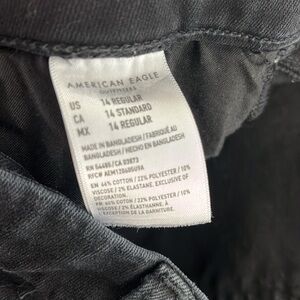 AMERICAN EAGLE
OUTFITTERS
US 14 REGULAR
CA 14 STANDARD
MX 14 REGULAR
MADE IN BANGLADESH / FABRIQUÉ AU
BANGLADESH / HECHO EN BANGLADESH
RN 54485 / CA 03873
RFC#
EN 66% COTTON / 22% POLYESTER / 10%
VISCOSE / 2% ELASTANE. EXCLUSIVE OF
DECORATION.
66% COTON / 22% POLYESTER / 10%
VISCOSE / 2% ÉLASTHANNE. À
EXCEPTION DE LA GARNITURE.